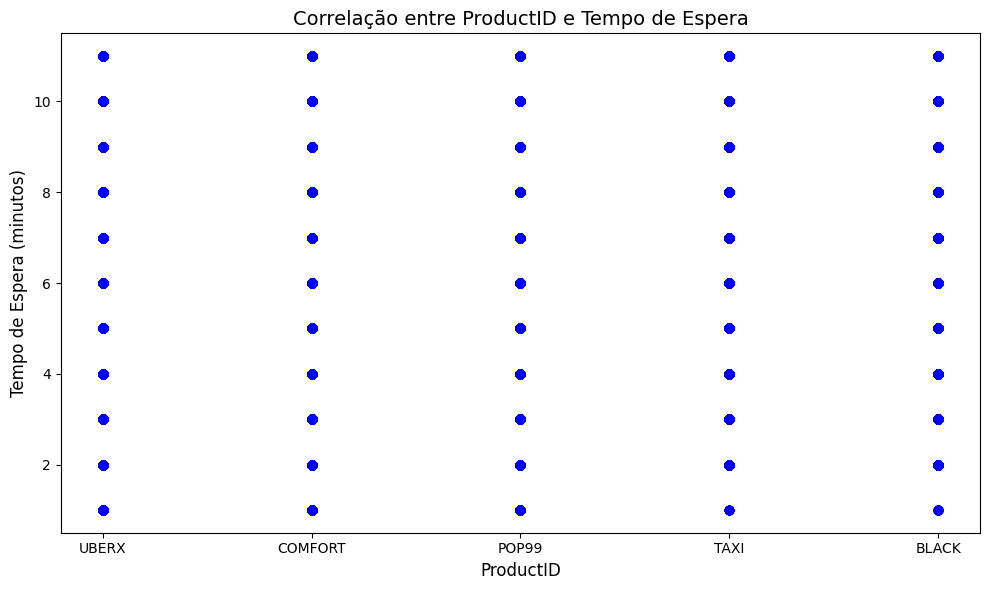 Correlação entre ProductID e Tempo de Espera
Tempo de Espera (minutos)
10
8
6
4
2
UBERX COMFORT POP99 TAXI BLACK
ProductID